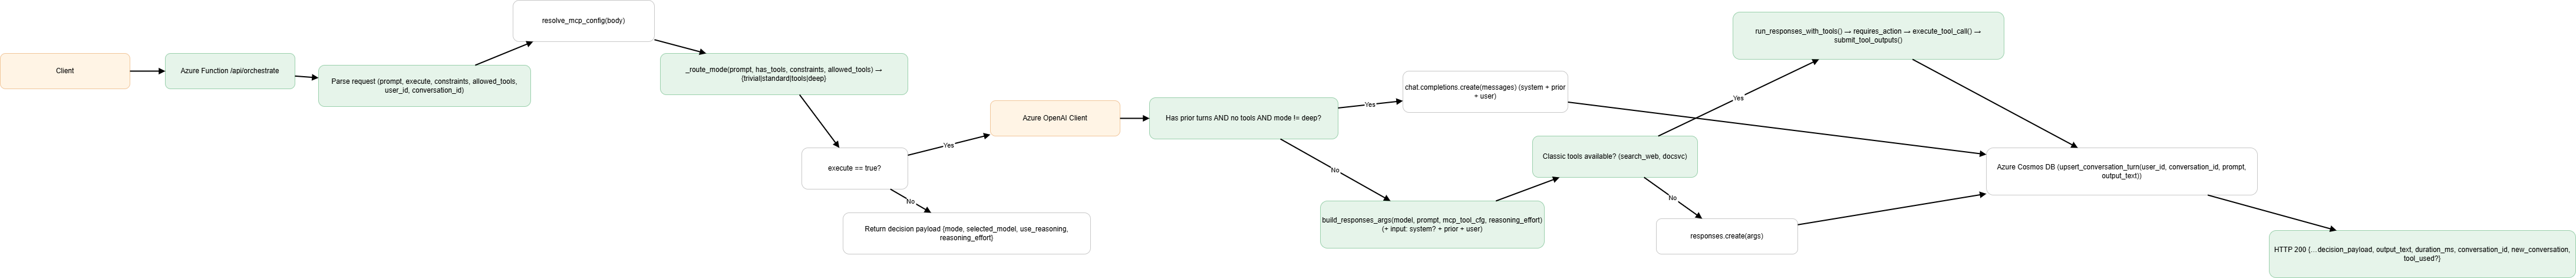 Client
Azure Function /api/orchestrate
Parse request (prompt, execute, constraints, allowed_tools,
user_id, conversation_id)
resolve_mcp_config(body)
_route_mode(prompt, has_tools, constraints, allowed_tools) →
{trivial|standard|tools|deep}
execute == true?
Yes
No
Return decision payload {mode, selected_model, use_reasoning,
reasoning_effort}
Azure OpenAI Client
Has prior turns AND no tools AND mode != deep?
Yes
No
chat.completions.create(messages) (system + prior
+ user)
build_responses_args(model, prompt, mcp_tool_cfg, reasoning_effort)
(+ input: system? + prior + user)
Classic tools available? (search_web, docsvc)
Yes
No
run_responses_with_tools() → requires_action → execute_tool_call() →
submit_tool_outputs()
responses.create(args)
Azure Cosmos DB (upsert_conversation_turn(user_id, conversation_id, prompt,
output_text))
HTTP 200 {…decision_payload, output_text, duration_ms, conversation_id, new_conversation,
tool_used?}